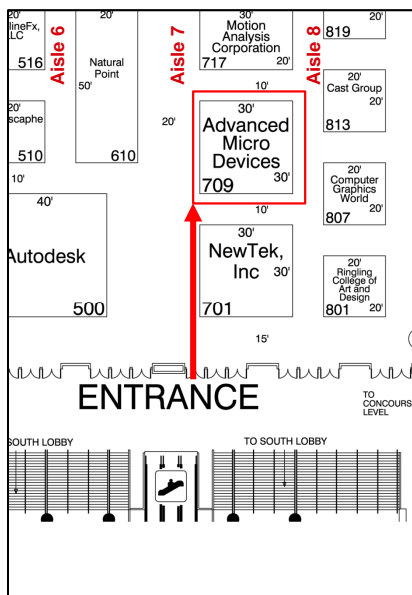 20'
lineFx,
LLC
516
Aisle 6
20'
Natural
Point
50'
610
Aisle 7
30'
Motion
Analysis
Corporation
717
20'
Aisle 8
20'
819
10'
20'
Cast Group
20'
813
20'
scaphe
510
20'
30'
Advanced
Micro
Devices
30'
709
10'
40'
Autodesk
500
10'
20'
Computer
Graphics
World
20'
807
30'
NewTek,
Inc
30'
701
20'
Ringling
College of
Art and
Design
20'
801
15'
ENTRANCE
TO
CONCOURS
LEVEL
SOUTH LOBBY
TO SOUTH LOBBY